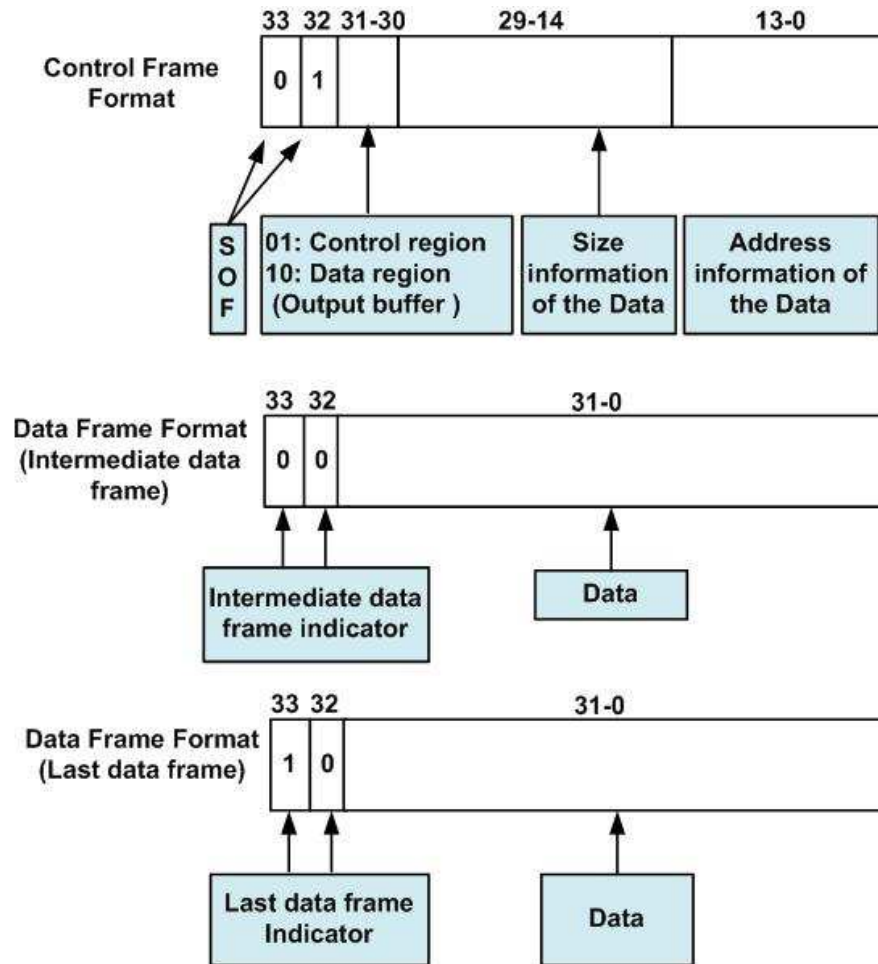 33 32 31-30 29-14 13-0
Control Frame
Format
0 1
S
O
F
01: Control region
10: Data region
(Output buffer )
Size
information
of the Data
Address
information of
the Data
33 32 31-0
Data Frame Format
(Intermediate data
frame)
0 0
Intermediate data
frame indicator
Data
33 32 31-0
Data Frame Format
(Last data frame)
1 0
Last data frame
Indicator
Data